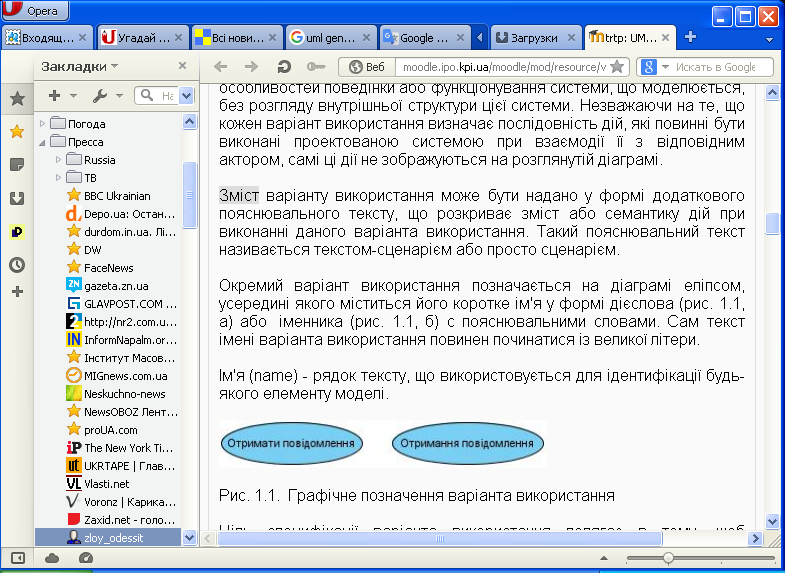 Opera
Входящ...
Угадай
Всі нови...
uml gen...
Google ...
Загрузки
trtp: UM...
Закладки
Веб
moodle.ipo.kpi.ua/moodle/mod/resource/v
Искать в Google
На
Погода
Пресса
Russia
ТВ
BBC Ukrainian
Depo.ua: Остан...
durdom.in.ua. Лі...
DW
FaceNews
gazeta.zn.ua
GLAVPOST.COM ...
http://nr2.com.u...
InformNapalm.or...
Інститут Масов...
MIGnews.com.ua
Neskuchno-news
NewsOBOZ Лент...
proUA.com
The New York Ti...
UKRTAPE | Глав...
Vlasti.net
Voronz | Карика...
Zaxid.net - голо...
zloy_odessit
особливостей поведінки або функціонування системи, що моделюється,
без розгляду внутрішньої структури цієї системи. Незважаючи на те, що
кожен варіант використання визначає послідовність дій, які повинні бути
виконані проектованою системою при взаємодії її з відповідним
актором, самі ці дії не зображуються на розглянутій діаграмі.
Зміст варіанту використання може бути надано у формі додаткового
пояснювального тексту, що розкриває зміст або семантику дій при
виконанні даного варіанта використання. Такий пояснювальний текст
називається текстом-сценарієм або просто сценарієм.
Окремий варіант використання позначається на діаграмі еліпсом,
усередині якого міститься його коротке ім'я у формі дієслова (рис. 1.1,
а) або іменника (рис. 1.1, б) с пояснювальними словами. Сам текст
імені варіанта використання повинен починатися із великої літери.
Ім'я (name) - рядок тексту, що використовується для ідентифікації будь-
якого елементу моделі.
Отримати повідомлення
Отримання повідомлення
Рис. 1.1. Графічне позначення варіанта використання
Ціль специфікації варіанта використання полягає в тому, щоб